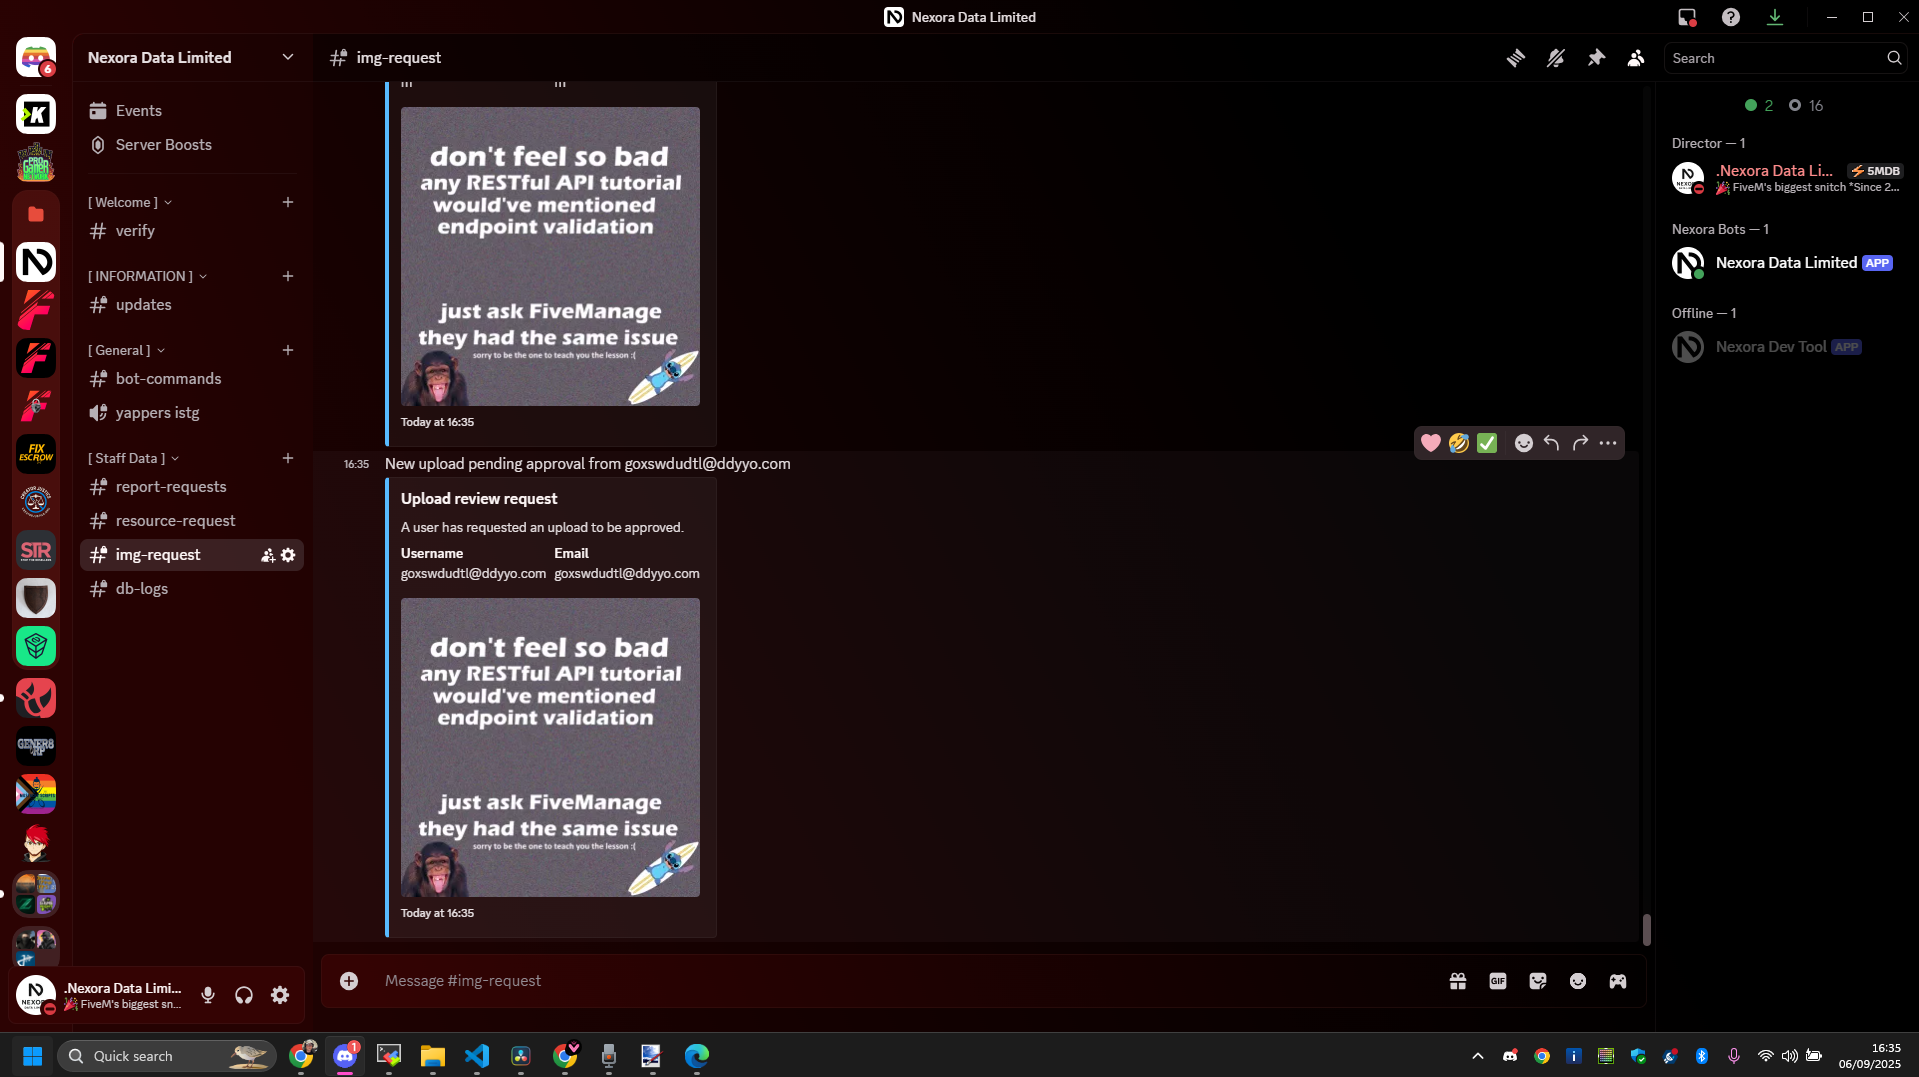 Nexora Data Limited
Nexora Data Limited
img-request
Search
6
Events
Server Boosts
[ Welcome ]
verify
[ INFORMATION ]
updates
[ General ]
bot-commands
yappers istg
[ Staff Data ]
report-requests
resource-request
img-request
db-logs
FIX
ESCROW
STR
GENER8
RP
don't feel so bad
any RESTful API tutorial
would've mentioned
endpoint validation
just ask FiveManage
they had the same issue
sorry to be the one to teach you the lesson :(
Today at 16:35
16:35 New upload pending approval from goxswdudtl@ddyyo.com
Upload review request
A user has requested an upload to be approved.
Username Email
goxswdudtl@ddyyo.com goxswdudtl@ddyyo.com
don't feel so bad
any RESTful API tutorial
would've mentioned
endpoint validation
just ask FiveManage
they had the same issue
sorry to be the one to teach you the lesson :(
Today at 16:35
Message #img-request
GIF
2 16
Director — 1
.Nexora Data Li... 5MDB
FiveM's biggest snitch *Since 2...
Nexora Bots — 1
Nexora Data Limited APP
Offline — 1
Nexora Dev Tool APP
.Nexora Data Limi...
FiveM's biggest sn...
Quick search
1
16:35
06/09/2025